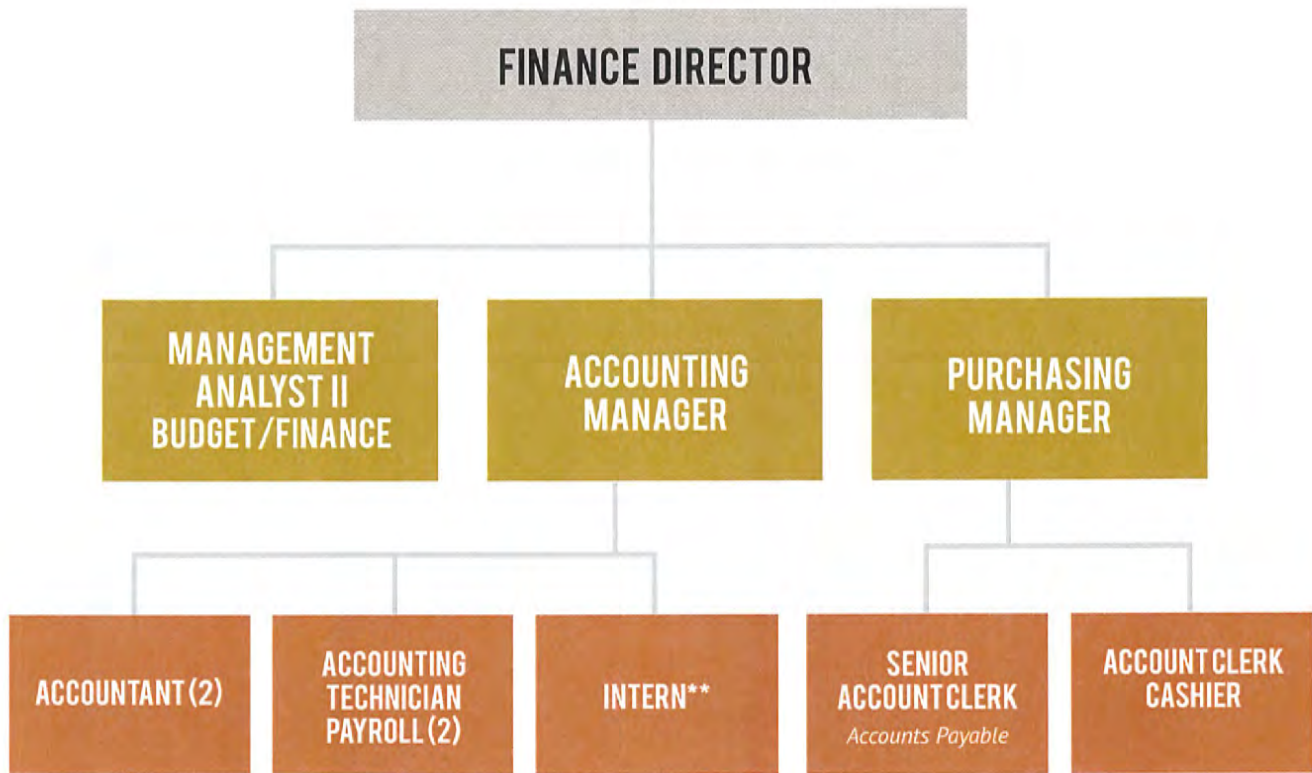 FINANCE DIRECTOR
MANAGEMENT
ANALYST II
BUDGET/FINANCE
ACCOUNTING
MANAGER
PURCHASING
MANAGER
ACCOUNTANT (2)
ACCOUNTING
TECHNICIAN
PAYROLL (2)
INTERN**
SENIOR
ACCOUNT CLERK
Accounts Payable
ACCOUNT CLERK
CASHIER